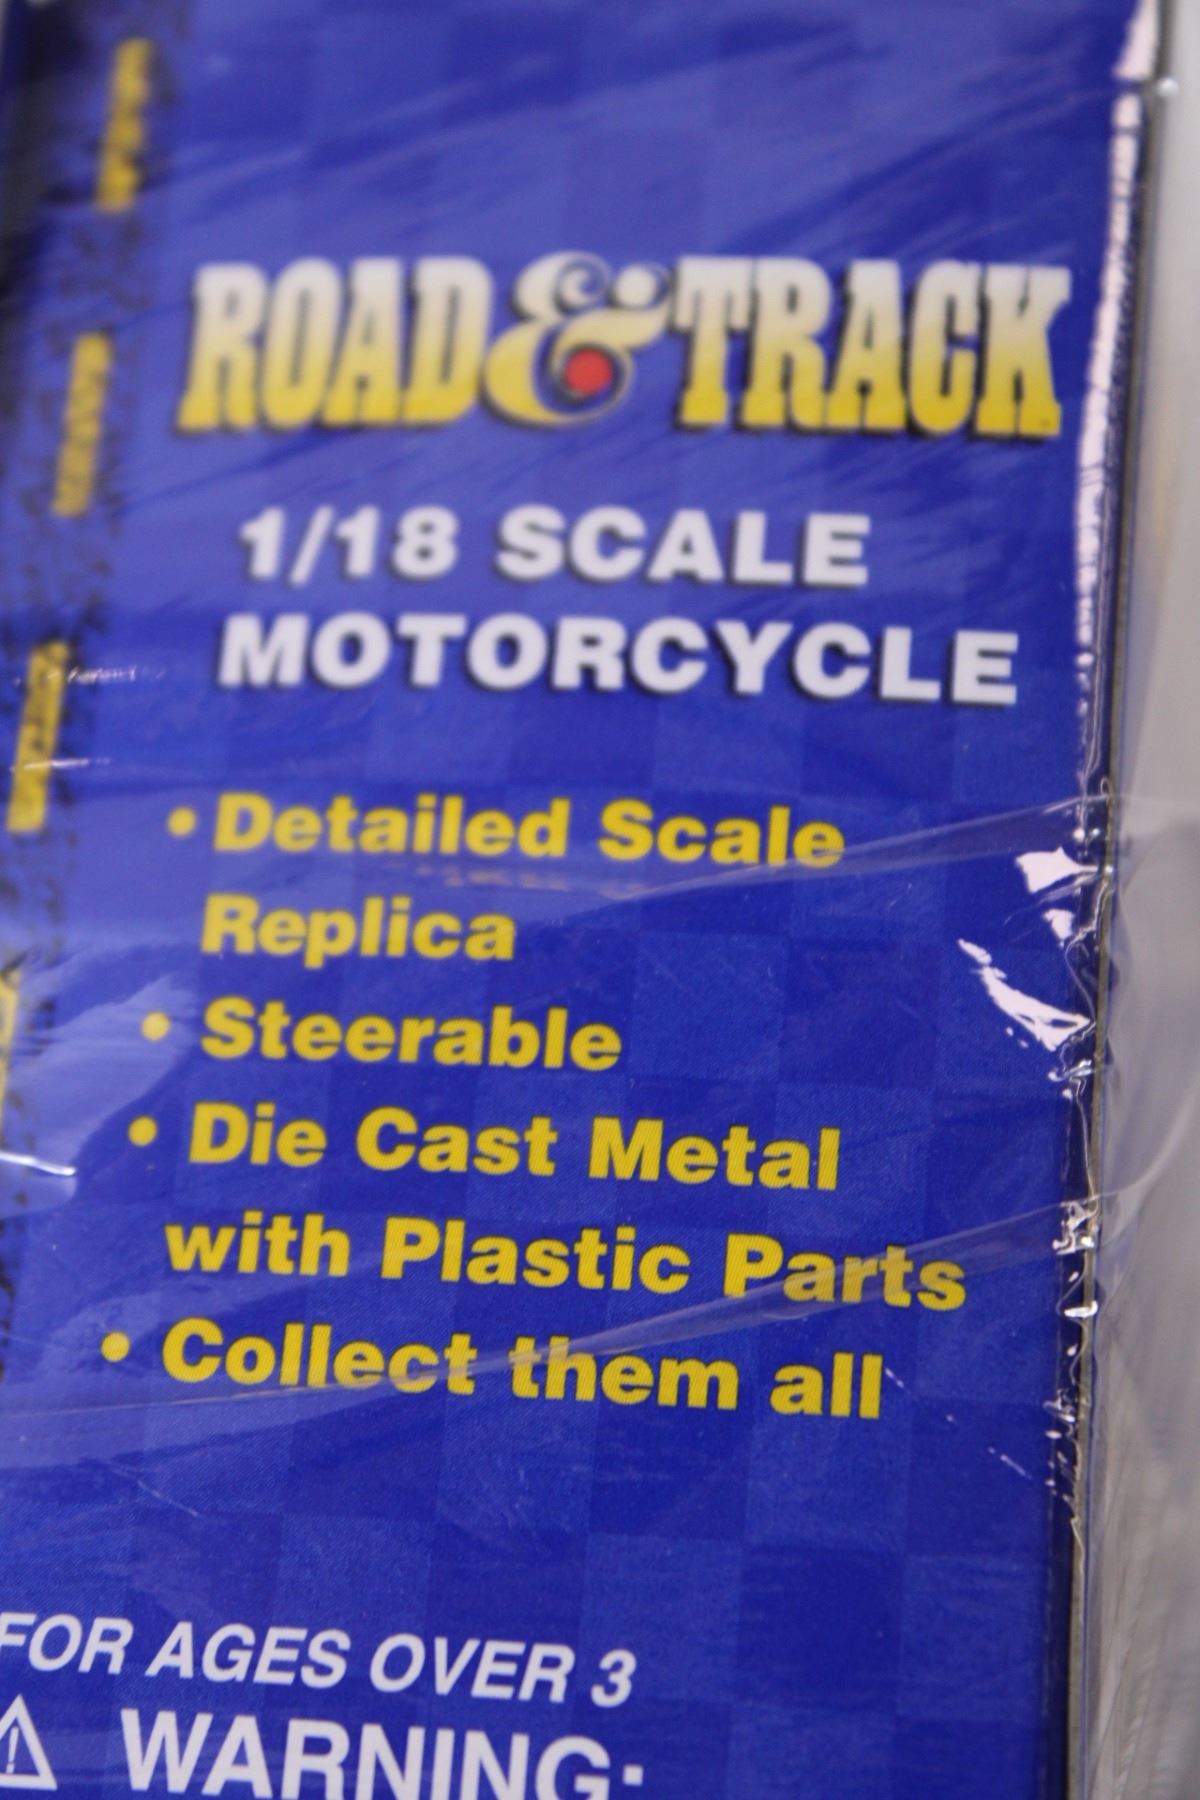 ROAD & TRACK
1/18 SCALE
MOTORCYCLE
• Detailed Scale
Replica
• Steerable
• Die Cast Metal
with Plastic Parts
• Collect them all
FOR AGES OVER 3
⚠ WARNING: